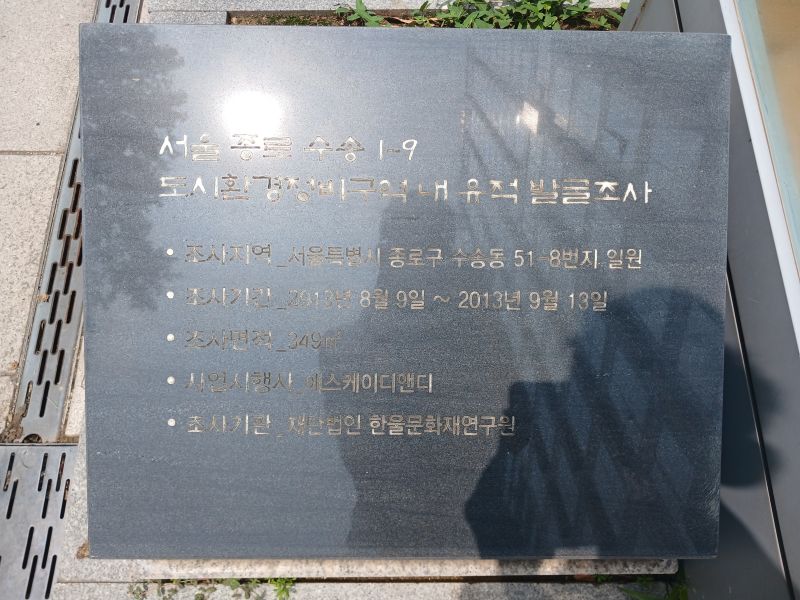 서울 종로 수송 1-9
도시환경정비구역 내 유적 발굴조사
• 조사지역_서울특별시 종로구 수송동 51-8번지 일원
• 조사기간_2013년 8월 9일 ~ 2013년 9월 13일
• 조사면적_349㎡
• 사업시행사_에스케이디앤디
• 조사기관_재단법인 한울문화재연구원